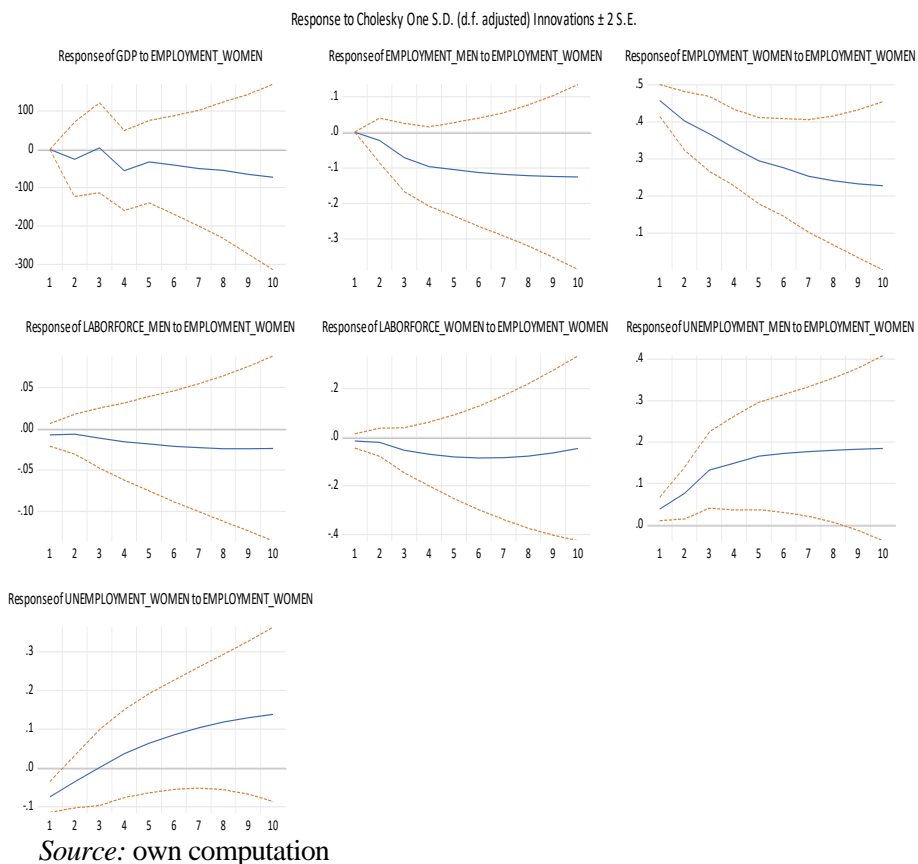 Response to Cholesky One S.D. (d.f. adjusted) Innovations ± 2 S.E.
Response of GDP to EMPLOYMENT_WOMEN
100
0
-100
-200
-300
1 2 3 4 5 6 7 8 9 10
Response of EMPLOYMENT_MEN to EMPLOYMENT_WOMEN
.1
.0
-.1
-.2
-.3
1 2 3 4 5 6 7 8 9 10
Response of EMPLOYMENT_WOMEN to EMPLOYMENT_WOMEN
.5
.4
.3
.2
.1
1 2 3 4 5 6 7 8 9 10
Response of LABORFORCE_MEN to EMPLOYMENT_WOMEN
.05
.00
-.05
-.10
1 2 3 4 5 6 7 8 9 10
Response of LABORFORCE_WOMEN to EMPLOYMENT_WOMEN
.2
.0
-.2
-.4
1 2 3 4 5 6 7 8 9 10
Response of UNEMPLOYMENT_MEN to EMPLOYMENT_WOMEN
.4
.3
.2
.1
.0
1 2 3 4 5 6 7 8 9 10
Response of UNEMPLOYMENT_WOMEN to EMPLOYMENT_WOMEN
.3
.2
.1
.0
-.1
1 2 3 4 5 6 7 8 9 10
Source: own computation